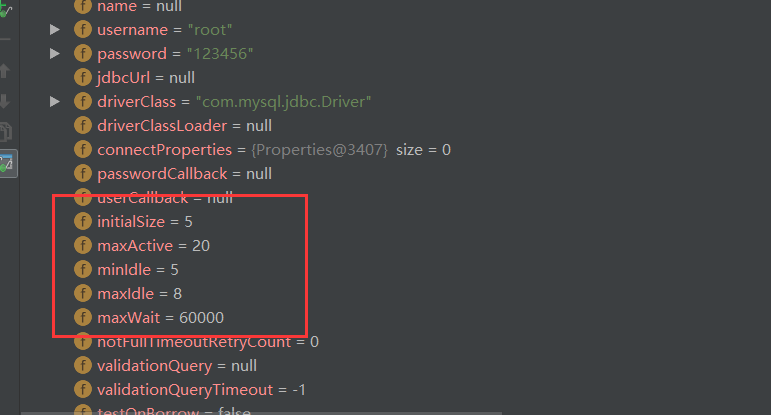 f name = null
f username = "root"
f password = "123456"
f jdbcUrl = null
f driverClass = "com.mysql.jdbc.Driver"
f driverClassLoader = null
f connectProperties = {Properties@3407} size = 0
f passwordCallback = null
f userCallback = null
f initialSize = 5
f maxActive = 20
f minIdle = 5
f maxIdle = 8
f maxWait = 60000
f notFullTimeoutRetryCount = 0
f validationQuery = null
f validationQueryTimeout = -1
f testOnBorrow = false